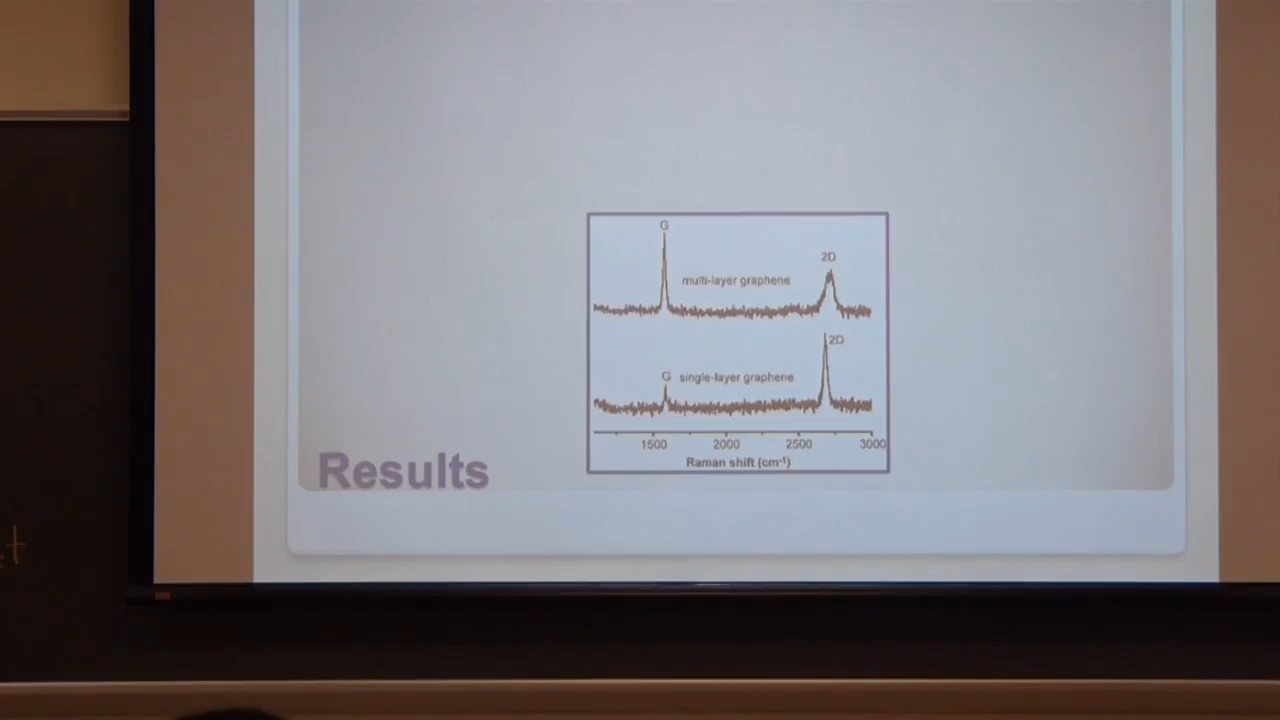 G
2D
multi-layer graphene
2D
G single-layer graphene
1500 2000 2500 3000
Raman shift (cm-1)
Results